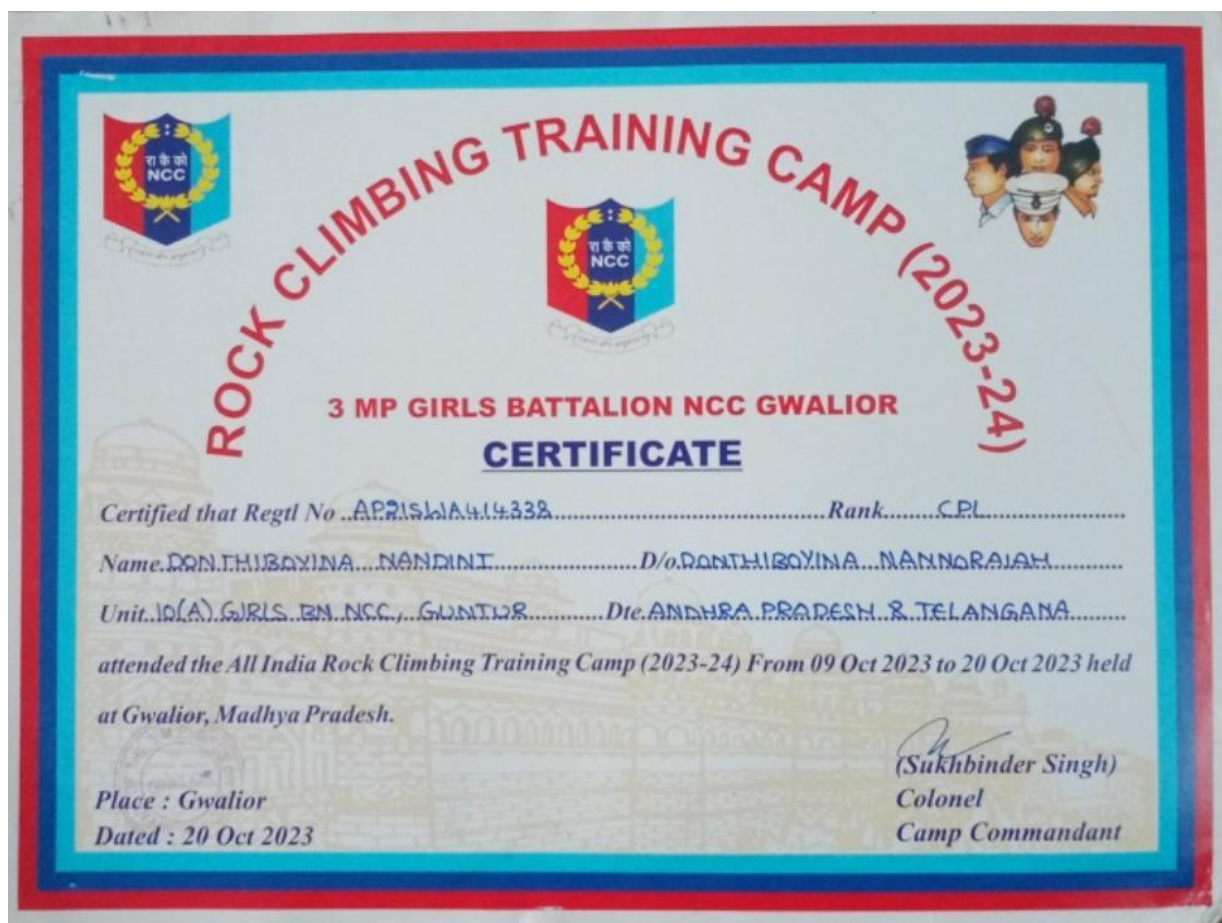 रा कै को
NCC
ROCK CLIMBING TRAINING CAMP (2023-24)
रा कै को
NCC
3 MP GIRLS BATTALION NCC GWALIOR
CERTIFICATE
Certified that Regtl No AP21SWA414338 Rank CPL
Name. DONTHIBOYINA NANDINI D/o. DONTHIBOYINA NANNORAIAH
Unit. 10(A) GIRLS BN NCC, GUNTUR Dte. ANDHRA PRADESH & TELANGANA
attended the All India Rock Climbing Training Camp (2023-24) From 09 Oct 2023 to 20 Oct 2023 held
at Gwalior, Madhya Pradesh.
(Sukhbinder Singh)
Place : Gwalior Colonel
Dated : 20 Oct 2023 Camp Commandant